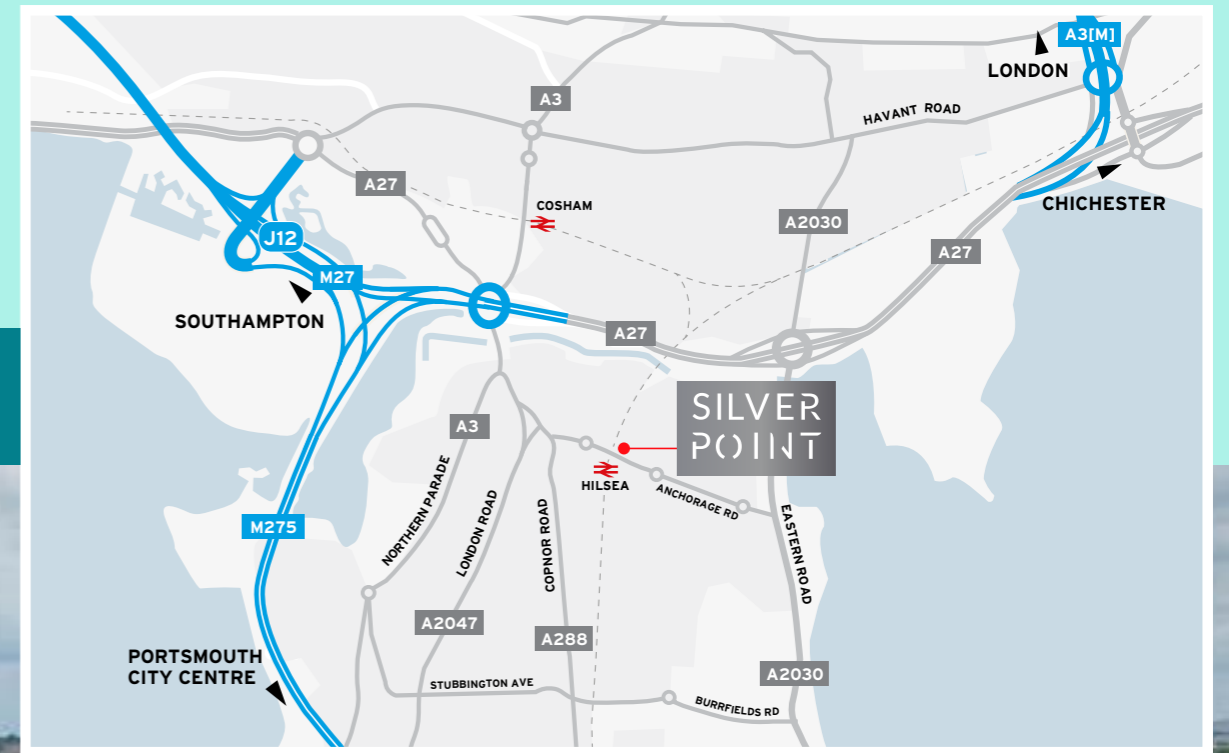 A3[M]
LONDON
HAVANT ROAD
A3
A27
COSHAM
CHICHESTER
A2030
J12
A27
M27
SOUTHAMPTON
A27
SILVER
POINT
A3
HILSEA
ANCHORAGE RD
NORTHERN PARADE
LONDON ROAD
COPNOR ROAD
EASTERN ROAD
M275
A2047
A288
PORTSMOUTH
CITY CENTRE
A2030
STUBBINGTON AVE
BURRFIELDS RD